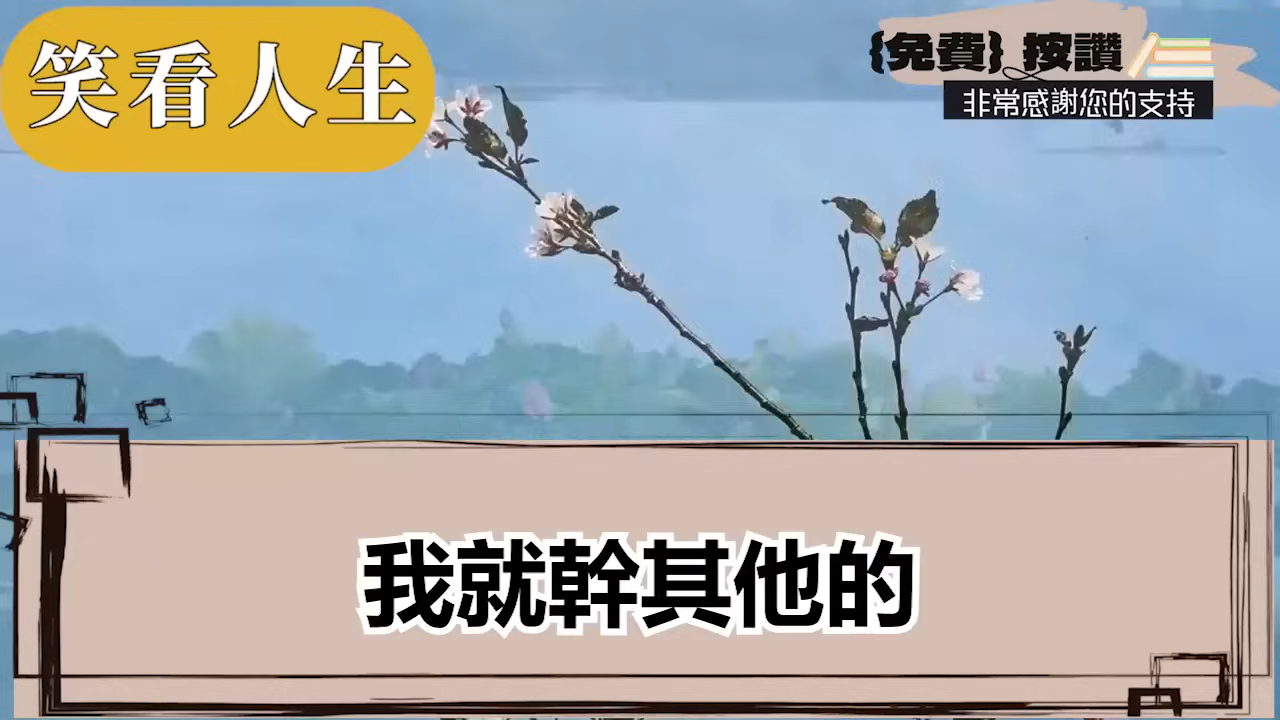 笑看人生
{免費} 按讚
非常感謝您的支持
我就幹其他的